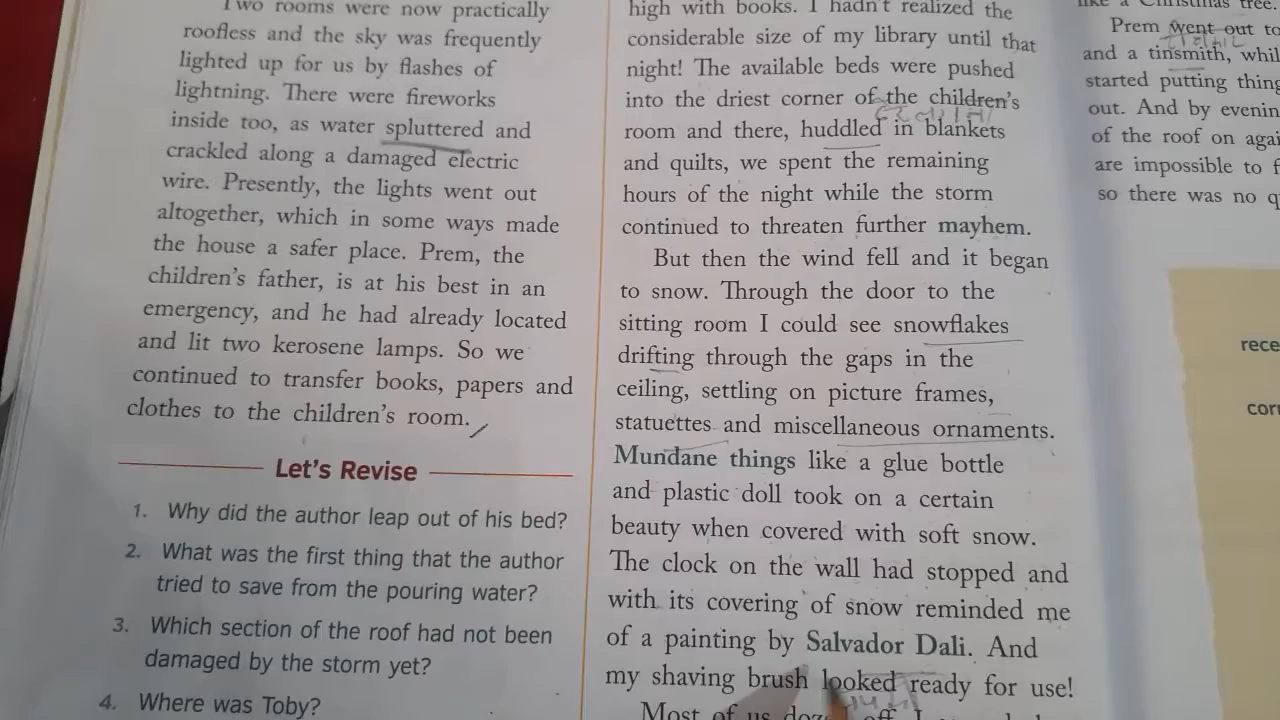 Two rooms were now practically
roofless and the sky was frequently
lighted up for us by flashes of
lightning. There were fireworks
inside too, as water spluttered and
crackled along a damaged electric
wire. Presently, the lights went out
altogether, which in some ways made
the house a safer place. Prem, the
children's father, is at his best in an
emergency, and he had already located
and lit two kerosene lamps. So we
continued to transfer books, papers and
clothes to the children's room.
Let's Revise
1. Why did the author leap out of his bed?
2. What was the first thing that the author
tried to save from the pouring water?
3. Which section of the roof had not been
damaged by the storm yet?
4. Where was Toby?
high with books. I hadn't realized the
considerable size of my library until that
night! The available beds were pushed
into the driest corner of the children's
room and there, huddled in blankets
and quilts, we spent the remaining
hours of the night while the storm
continued to threaten further mayhem.
But then the wind fell and it began
to snow. Through the door to the
sitting room I could see snowflakes
drifting through the gaps in the
ceiling, settling on picture frames,
statuettes and miscellaneous ornaments.
Mundane things like a glue bottle
and plastic doll took on a certain
beauty when covered with soft snow.
The clock on the wall had stopped and
with its covering of snow reminded me
of a painting by Salvador Dali. And
my shaving brush looked ready for use!
Most of us off
like a Christmas tree.
Prem went out to
and a tinsmith,
started putting
out. And by
of the roof on
are impossible to
so there was no